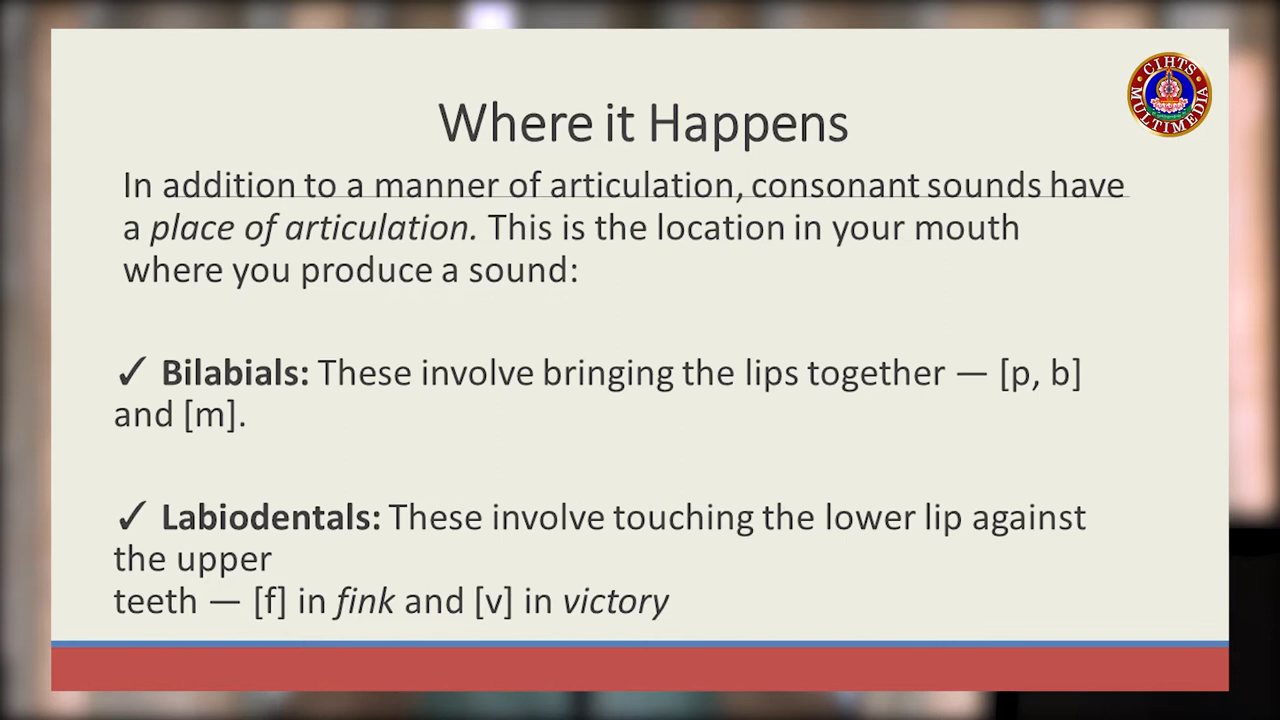 CIHTS
MULTIMEDIA
Where it Happens
In addition to a manner of articulation, consonant sounds have
a place of articulation. This is the location in your mouth
where you produce a sound:
✓ Bilabials: These involve bringing the lips together — [p, b]
and [m].
✓ Labiodentals: These involve touching the lower lip against
the upper
teeth — [f] in fink and [v] in victory